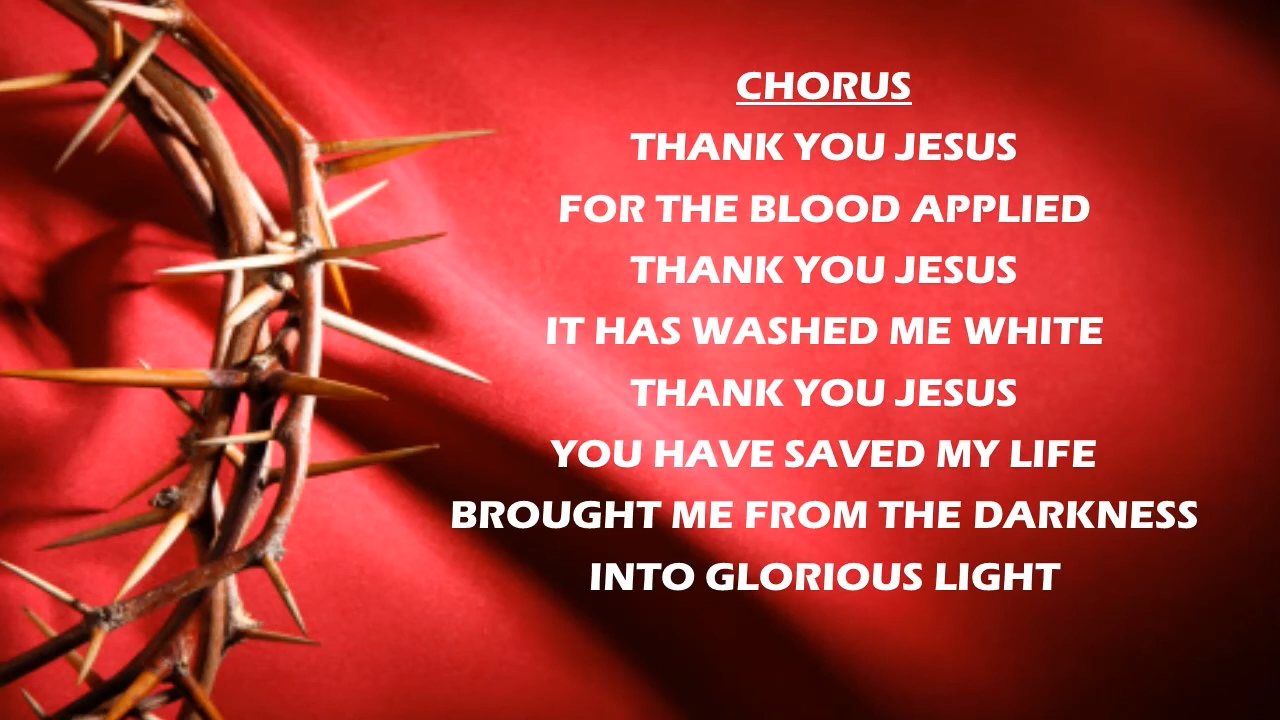 CHORUS
THANK YOU JESUS
FOR THE BLOOD APPLIED
THANK YOU JESUS
IT HAS WASHED ME WHITE
THANK YOU JESUS
YOU HAVE SAVED MY LIFE
BROUGHT ME FROM THE DARKNESS
INTO GLORIOUS LIGHT